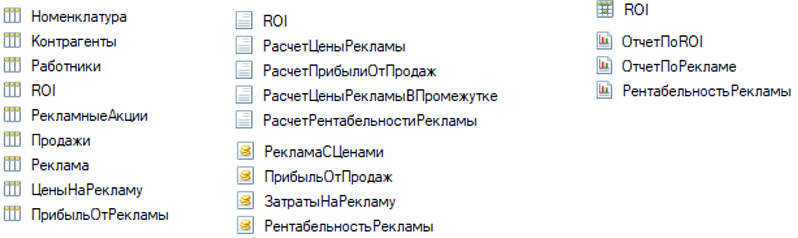 Номенклатура
Контрагенты
Работники
ROI
РекламныеАкции
Продажи
Реклама
ЦеныНаРекламу
ПрибыльОтРекламы
ROI
РасчетЦеныРекламы
РасчетПрибылиОтПродаж
РасчетЦеныРекламыВПромежутке
РасчетРентабельностиРекламы
РекламаСЦенами
ПрибыльОтПродаж
ЗатратыНаРекламу
РентабельностьРекламы
ROI
ОтчетПоROI
ОтчетПоРекламе
РентабельностьРекламы